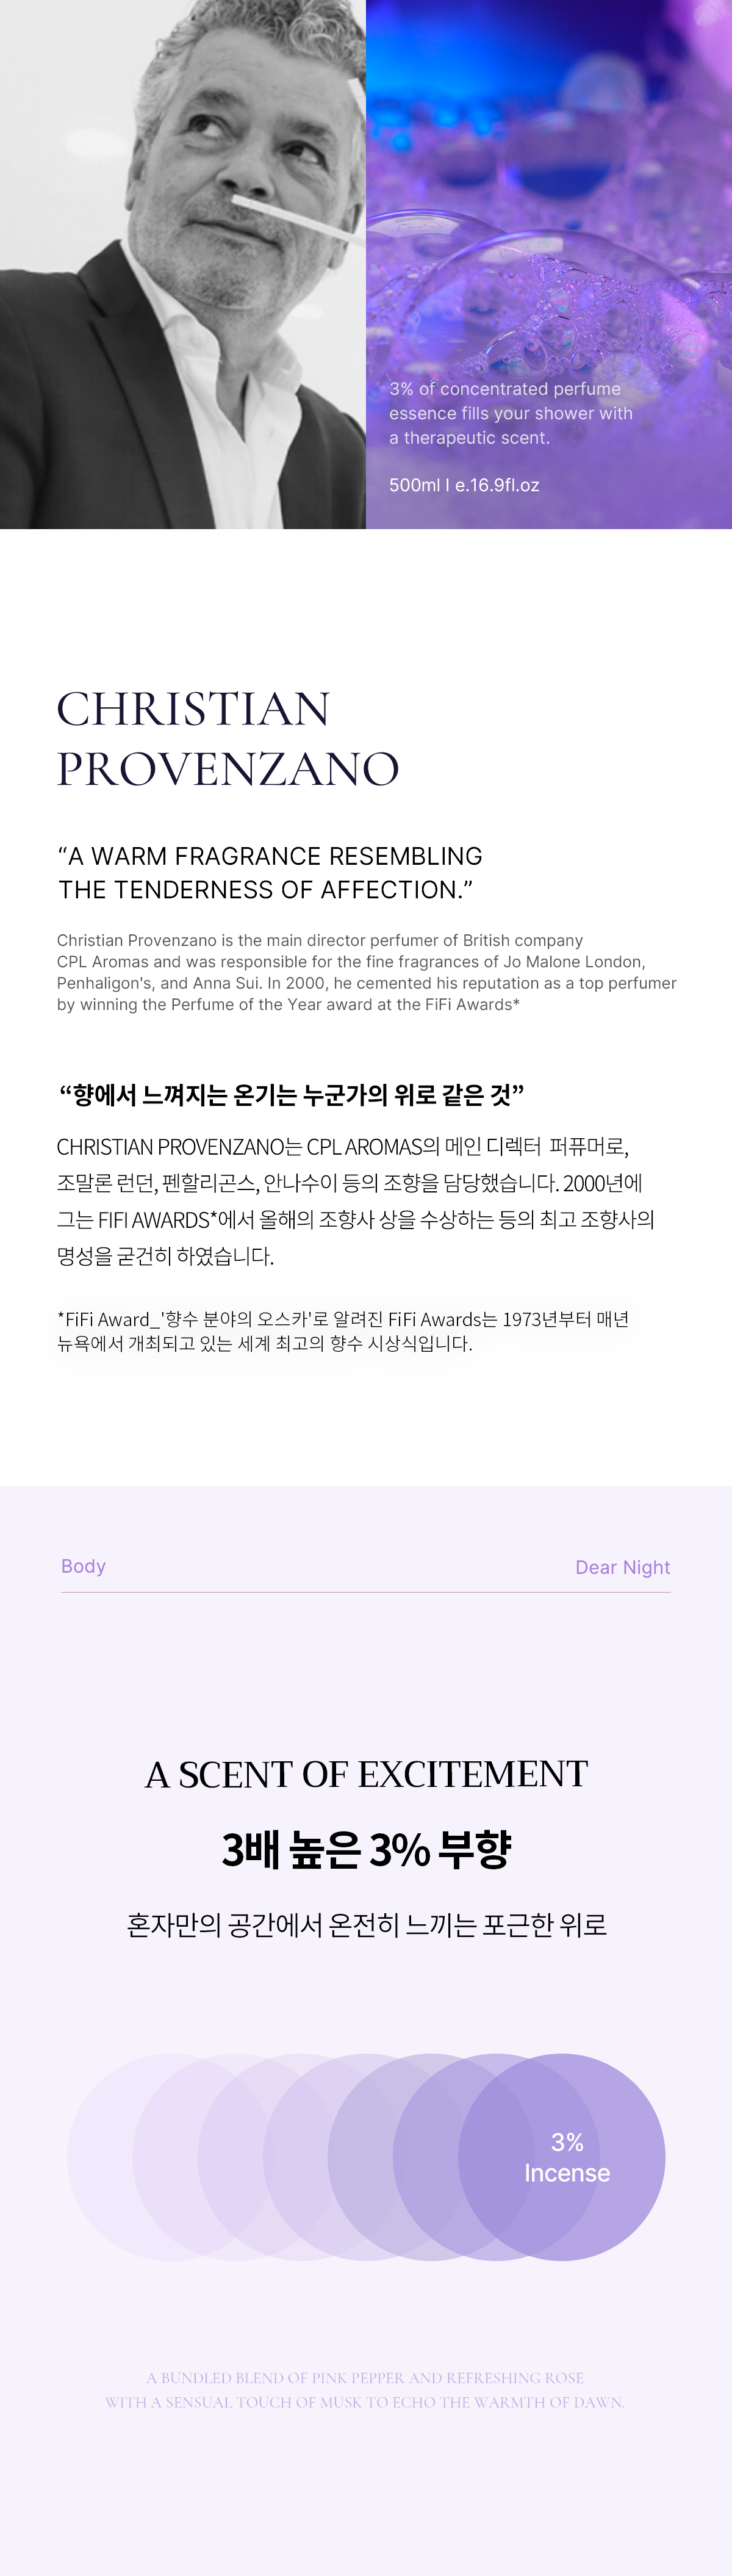 3% of concentrated perfume
essence fills your shower with
a therapeutic scent.
500ml l e.16.9fl.oz
CHRISTIAN
PROVENZANO
“A WARM FRAGRANCE RESEMBLING
THE TENDERNESS OF AFFECTION.”
Christian Provenzano is the main director perfumer of British company
CPL Aromas and was responsible for the fine fragrances of Jo Malone London,
Penhaligon's, and Anna Sui. In 2000, he cemented his reputation as a top perfumer
by winning the Perfume of the Year award at the FiFi Awards*
“향에서 느껴지는 온기는 누군가의 위로 같은 것”
CHRISTIAN PROVENZANO는 CPL AROMAS의 메인 디렉터 퍼퓨머로,
조말론 런던, 펜할리곤스, 안나수이 등의 조향을 담당했습니다. 2000년에
그는 FIFI AWARDS*에서 올해의 조향사 상을 수상하는 등의 최고 조향사의
명성을 굳건히 하였습니다.
*FiFi Award_'향수 분야의 오스카'로 알려진 FiFi Awards는 1973년부터 매년
뉴욕에서 개최되고 있는 세계 최고의 향수 시상식입니다.
Body
Dear Night
A SCENT OF EXCITEMENT
3배 높은 3% 부향
혼자만의 공간에서 온전히 느끼는 포근한 위로
3%
Incense
A BUNDLED BLEND OF PINK PEPPER AND REFRESHING ROSE
WITH A SENSUAL TOUCH OF MUSK TO ECHO THE WARMTH OF DAWN.